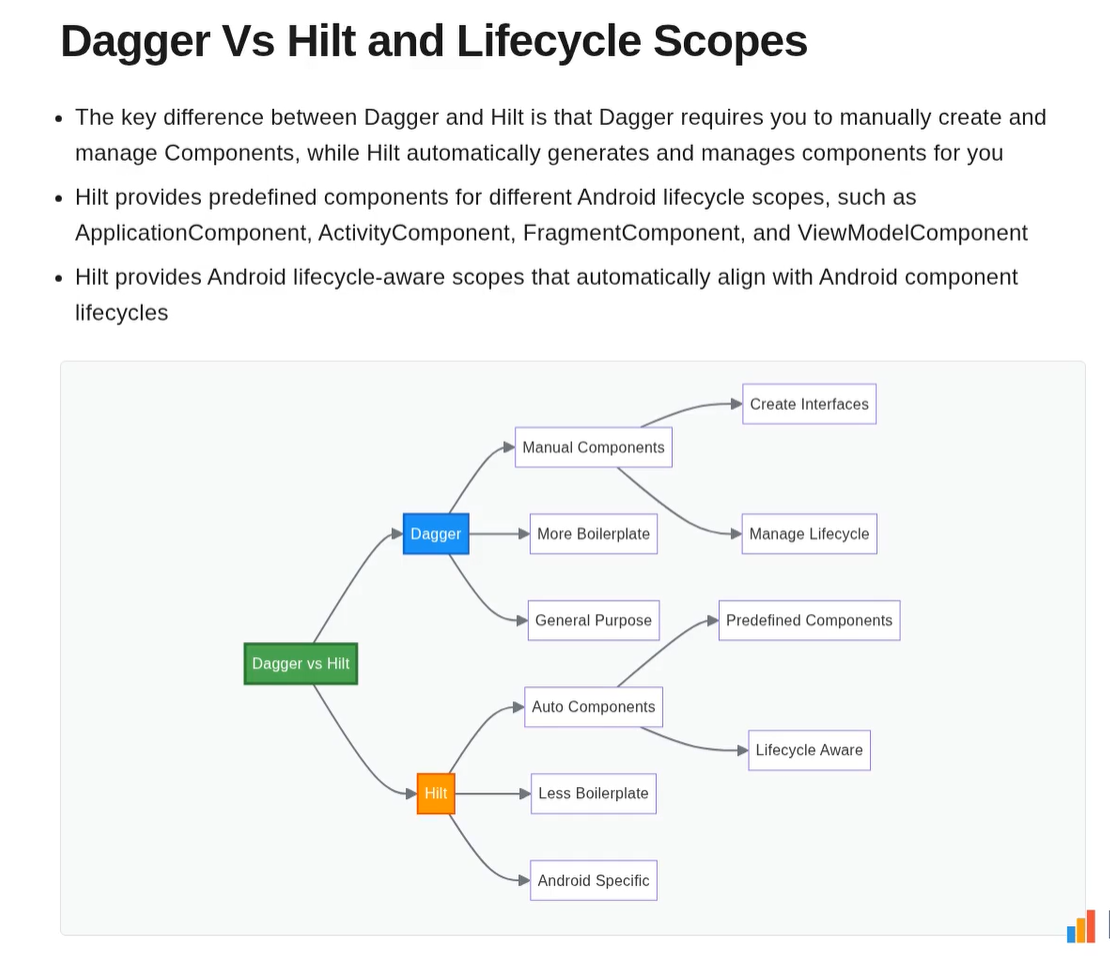 Dagger Vs Hilt and Lifecycle Scopes
• The key difference between Dagger and Hilt is that Dagger requires you to manually create and
manage Components, while Hilt automatically generates and manages components for you
• Hilt provides predefined components for different Android lifecycle scopes, such as
ApplicationComponent, ActivityComponent, FragmentComponent, and ViewModelComponent
• Hilt provides Android lifecycle-aware scopes that automatically align with Android component
lifecycles
Create Interfaces
Manual Components
Dagger
More Boilerplate
Manage Lifecycle
General Purpose
Predefined Components
Dagger vs Hilt
Auto Components
Lifecycle Aware
Hilt
Less Boilerplate
Android Specific